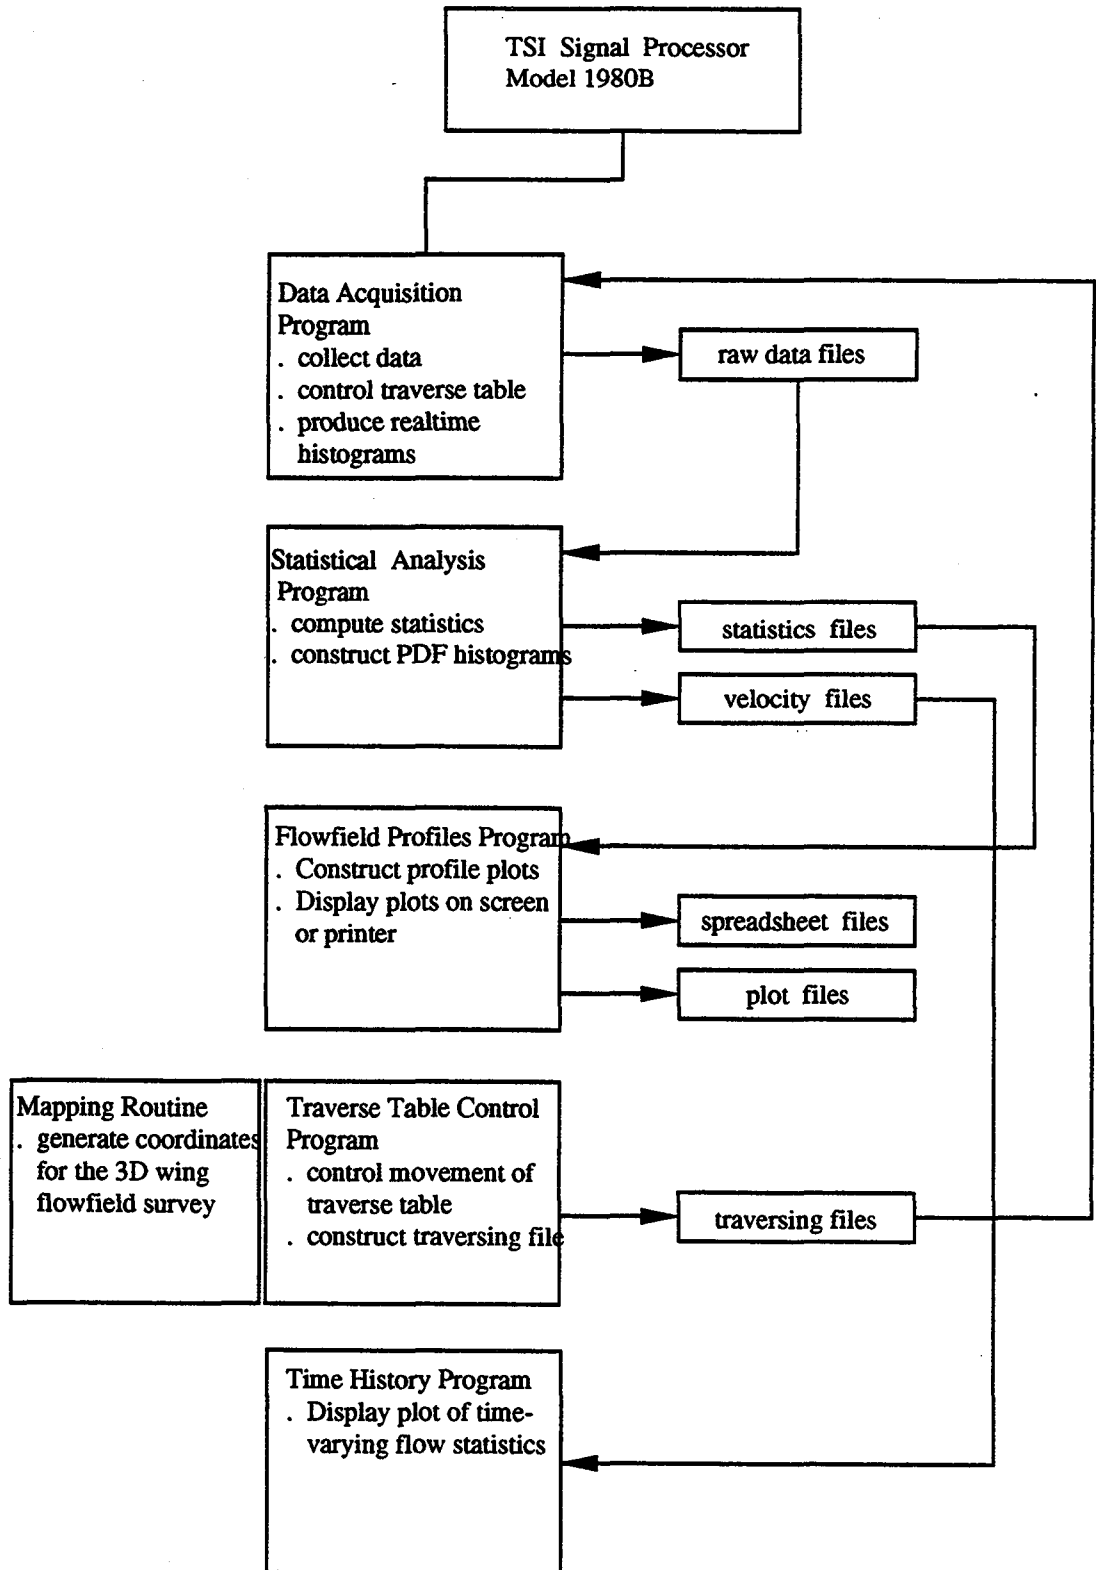 TSI Signal Processor
Model 1980B
Data Acquisition
Program
. collect data
. control traverse table
. produce realtime
histograms
raw data files
Statistical Analysis
Program
. compute statistics
. construct PDF histograms
statistics files
velocity files
Flowfield Profiles Program
. Construct profile plots
. Display plots on screen
or printer
spreadsheet files
plot files
Mapping Routine
. generate coordinates
for the 3D wing
flowfield survey
Traverse Table Control
Program
. control movement of
traverse table
. construct traversing file
traversing files
Time History Program
. Display plot of time-
varying flow statistics